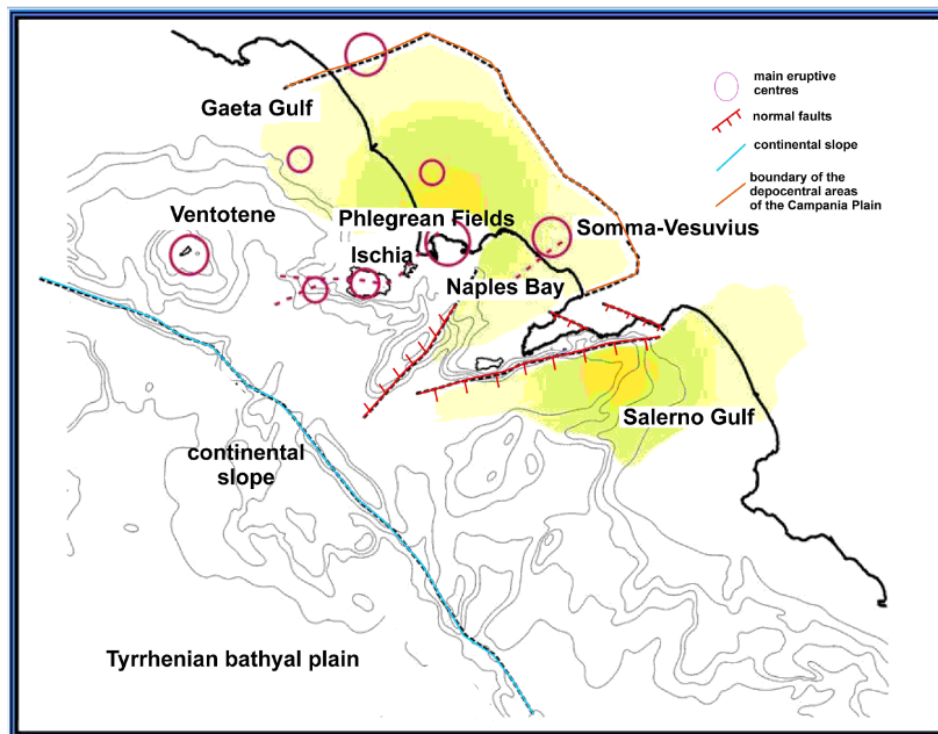 main eruptive
centres
normal faults
continental slope
boundary of the
depocentral areas
of the Campania Plain
Gaeta Gulf
Ventotene
Phlegrean Fields
Somma-Vesuvius
Ischia
Naples Bay
Salerno Gulf
continental
slope
Tyrrhenian bathyal plain